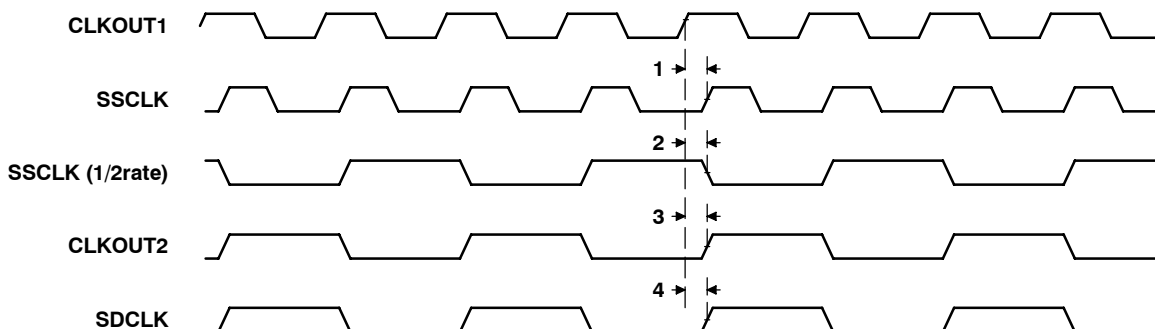 CLKOUT1
1
SSCLK
2
SSCLK (1/2rate)
3
CLKOUT2
4
SDCLK